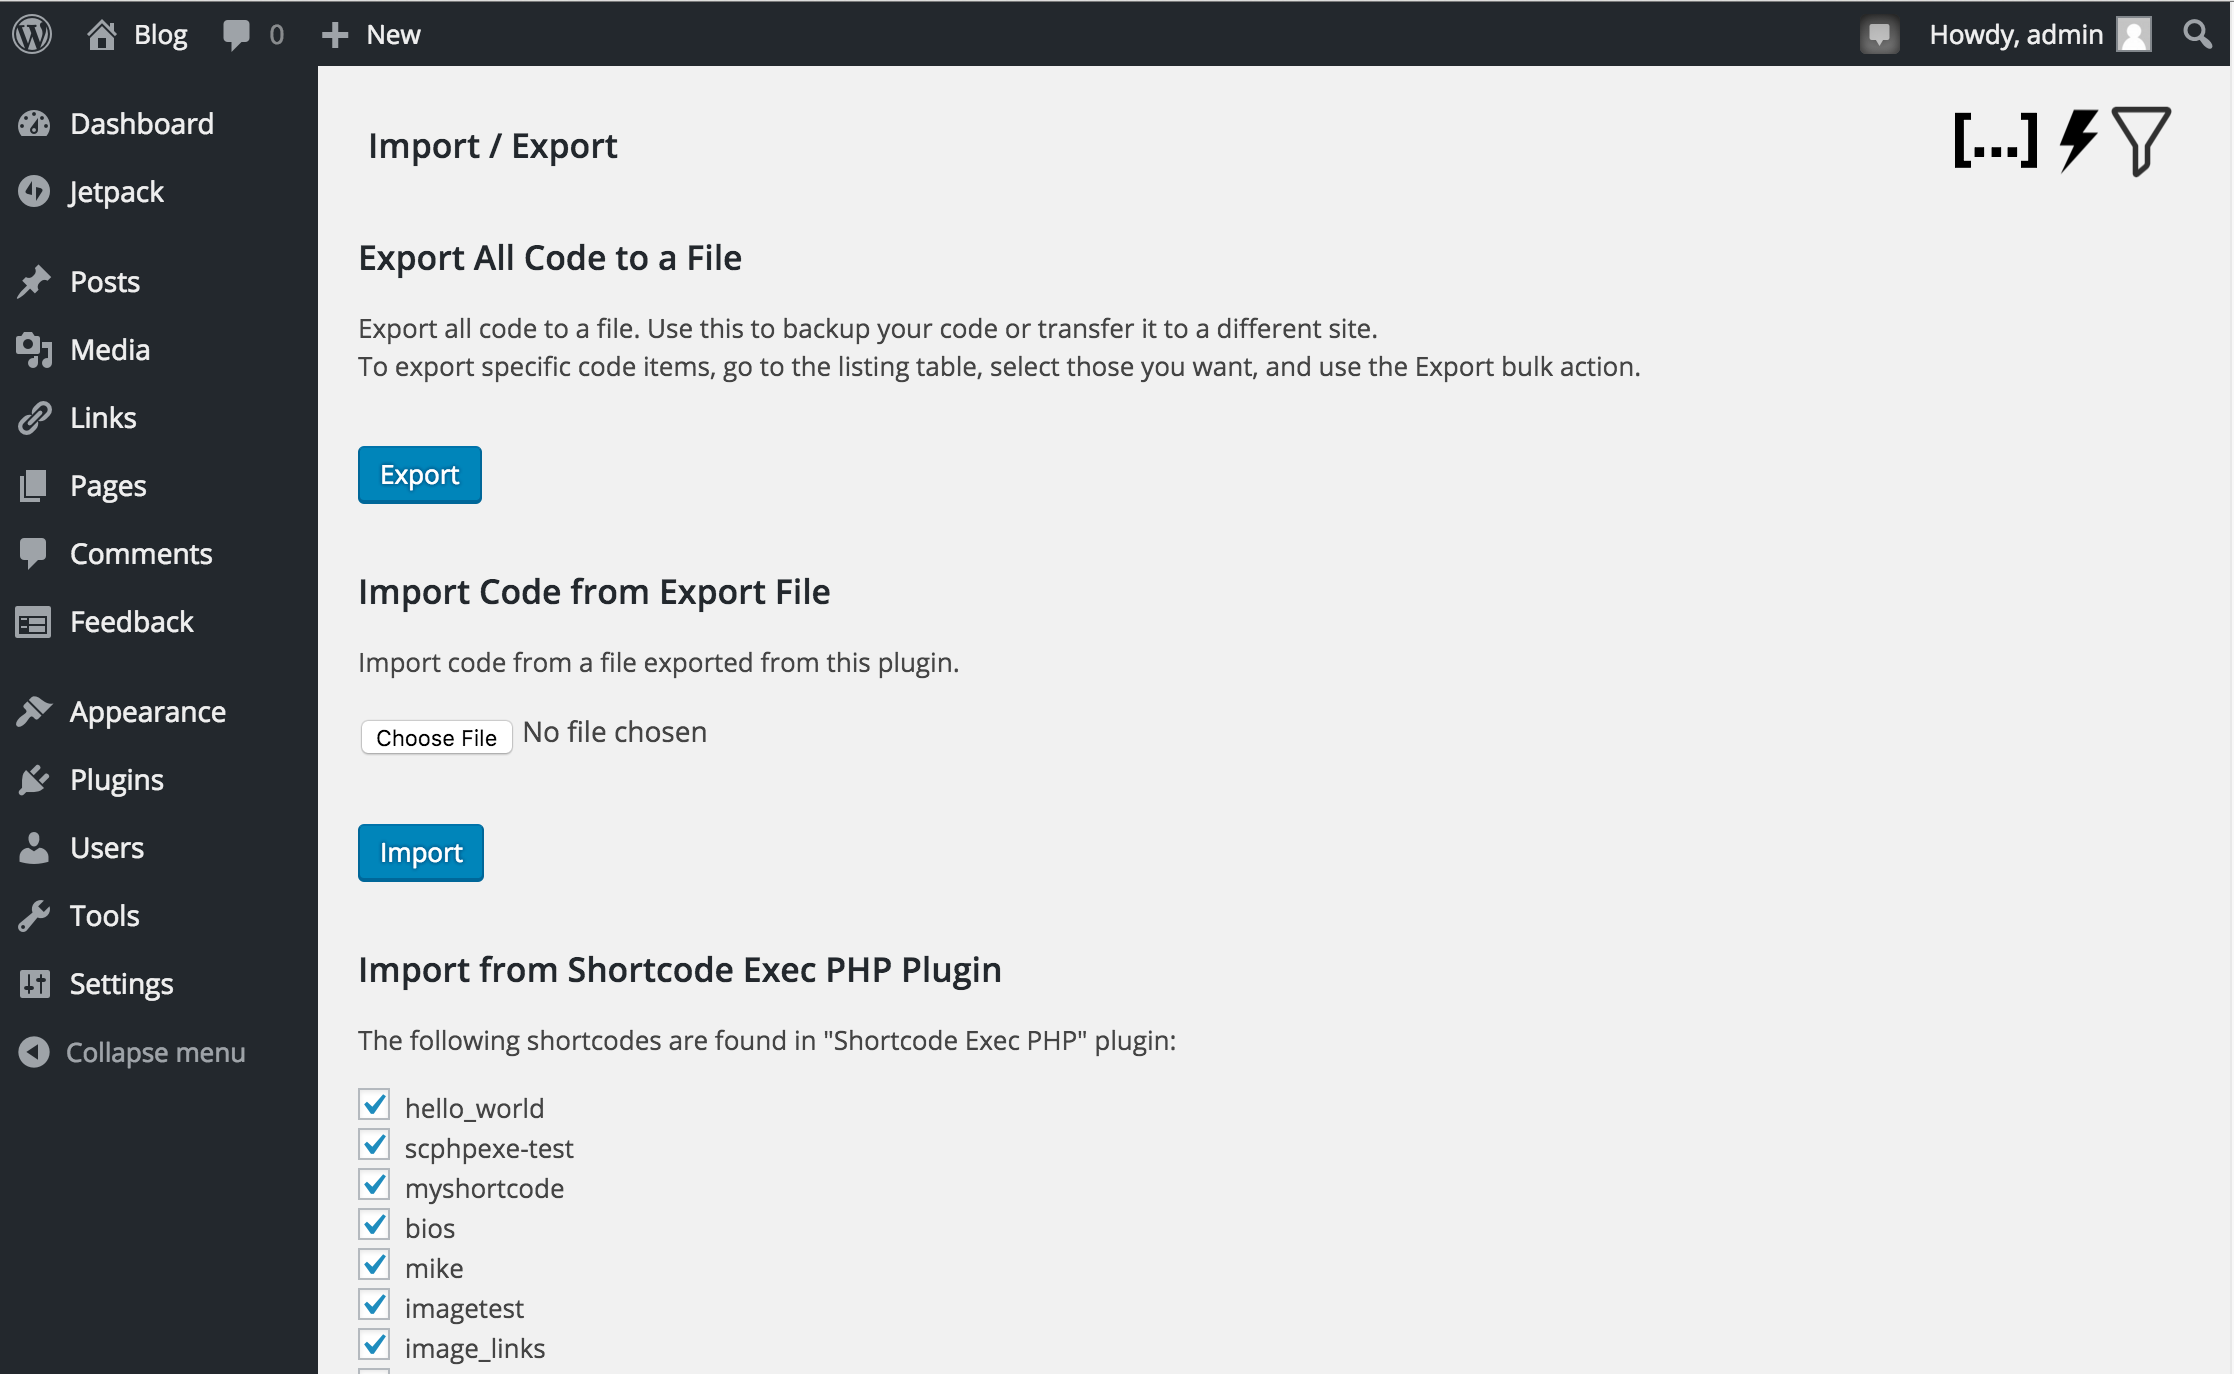 Blog 0 New Howdy, admin
Dashboard
Jetpack
Posts
Media
Links
Pages
Comments
Feedback
Appearance
Plugins
Users
Tools
Settings
Collapse menu
Import / Export
[...]
Export All Code to a File
Export all code to a file. Use this to backup your code or transfer it to a different site.
To export specific code items, go to the listing table, select those you want, and use the Export bulk action.
Export
Import Code from Export File
Import code from a file exported from this plugin.
Choose File No file chosen
Import
Import from Shortcode Exec PHP Plugin
The following shortcodes are found in "Shortcode Exec PHP" plugin:
hello_world
scphpexe-test
myshortcode
bios
mike
imagetest
image_links